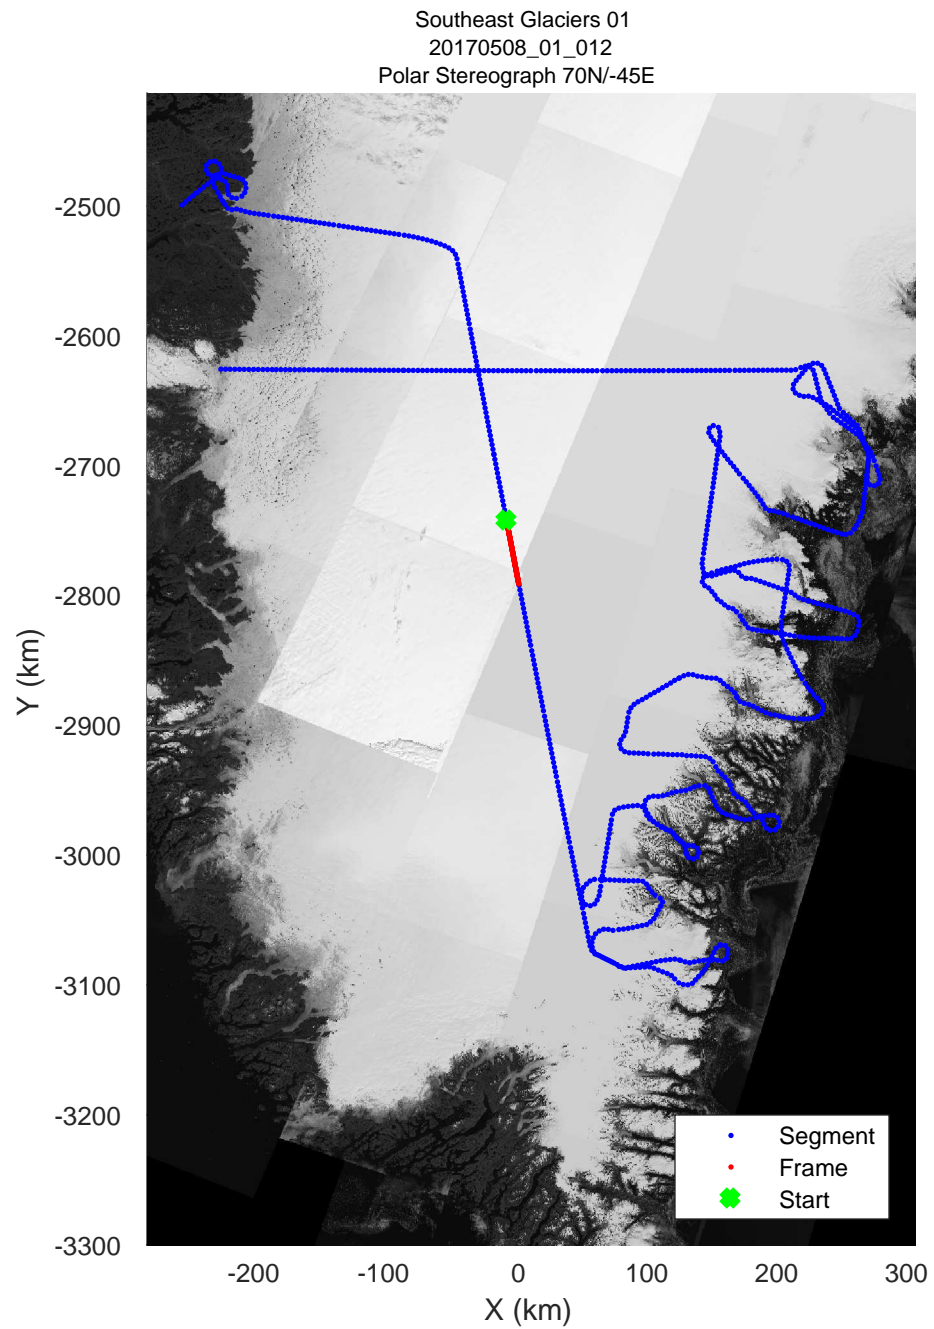 Southeast Glaciers 01
20170508_01_012
Polar Stereograph 70N/-45E
-2500
-2600
-2700
-2800
-2900
-3000
-3100
-3200
-3300
Y (km)
Segment
Frame
Start
-200 -100 0 100 200 300
X (km)